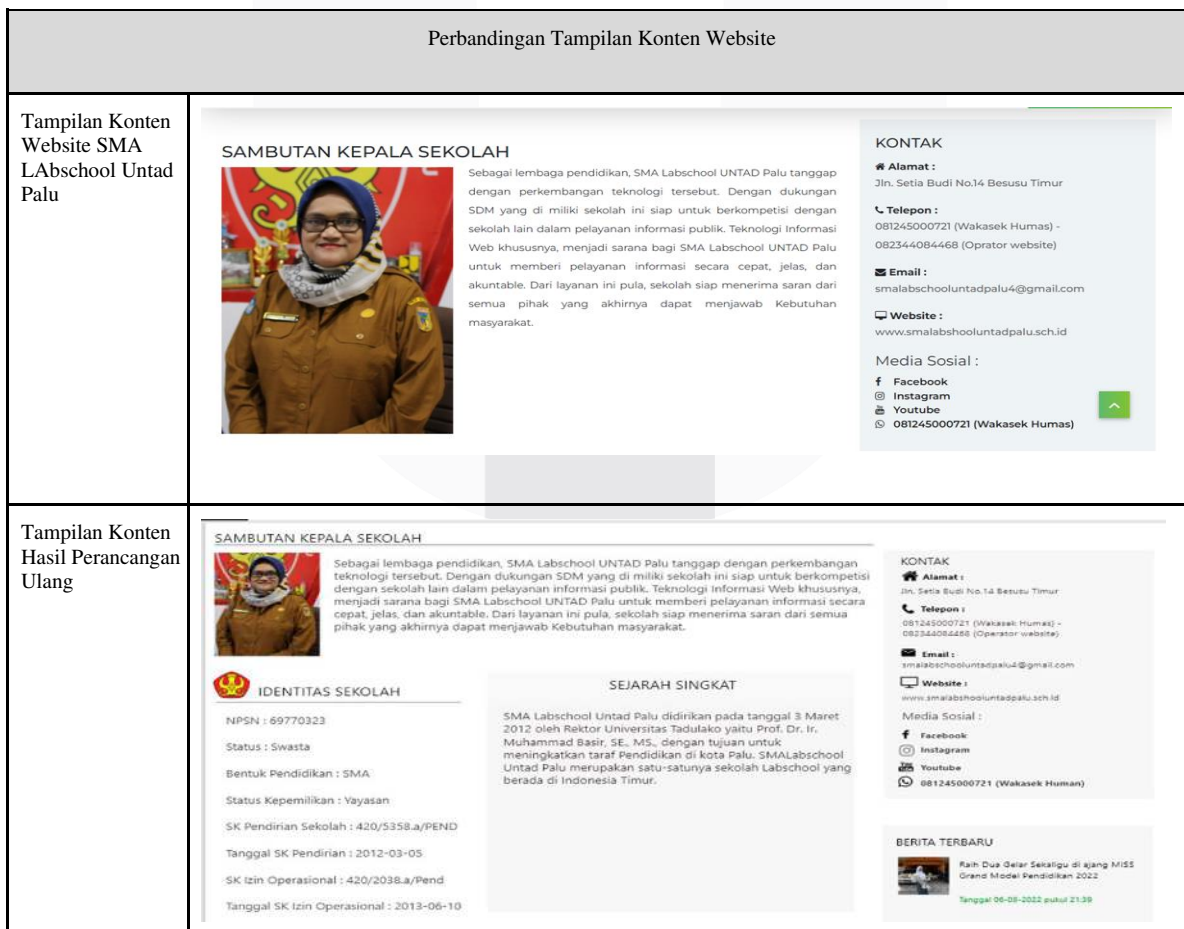 Perbandingan Tampilan Konten Website
Tampilan Konten
Website SMA
LAbschool Untad
Palu
SAMBUTAN KEPALA SEKOLAH
Sebagai lembaga pendidikan, SMA Labschool UNTAD Palu tanggap
dengan perkembangan teknologi tersebut. Dengan dukungan
SDM yang di miliki sekolah ini siap untuk berkompetisi dengan
sekolah lain dalam pelayanan informasi publik. Teknologi Informasi
Web khususnya, menjadi sarana bagi SMA Labschool UNTAD Palu
untuk memberi pelayanan informasi secara cepat, jelas, dan
akuntable. Dari layanan ini pula, sekolah siap menerima saran dari
semua pihak yang akhirnya dapat menjawab Kebutuhan
masyarakat.
KONTAK
Alamat :
Jln. Setia Budi No.14 Besusu Timur
Telepon :
081245000721 (Wakasek Humas) -
082344084468 (Oprator website)
Email :
smalabschooluntadpalu4@gmail.com
Website :
www.smalabshooluntadpalu.sch.id
Media Sosial :
Facebook
Instagram
Youtube
081245000721 (Wakasek Humas)
Tampilan Konten
Hasil Perancangan
Ulang
SAMBUTAN KEPALA SEKOLAH
Sebagai lembaga pendidikan, SMA Labschool UNTAD Palu tanggap dengan perkembangan
teknologi tersebut. Dengan dukungan SDM yang di miliki sekolah ini siap untuk berkompetisi
dengan sekolah lain dalam pelayanan informasi publik. Teknologi Informasi Web khususnya,
menjadi sarana bagi SMA Labschool UNTAD Palu untuk memberi pelayanan informasi secara
cepat, jelas, dan akuntable. Dari layanan ini pula, sekolah siap menerima saran dari semua
pihak yang akhirnya dapat menjawab Kebutuhan masyarakat.
IDENTITAS SEKOLAH
NPSN : 69770323
Status : Swasta
Bentuk Pendidikan : SMA
Status Kepemilikan : Yayasan
SK Pendirian Sekolah : 420/5358.a/PEND
Tanggal SK Pendirian : 2012-03-05
SK Izin Operasional : 420/2038.a/Pend
Tanggal SK Izin Operasional : 2013-06-10
SEJARAH SINGKAT
SMA Labschool Untad Palu didirikan pada tanggal 3 Maret
2012 oleh Rektor Universitas Tadulako yaitu Prof. Dr. Ir.
Muhammad Basir, SE., MS., dengan tujuan untuk
meningkatkan taraf Pendidikan di kota Palu. SMALabschool
Untad Palu merupakan satu-satunya sekolah Labschool yang
berada di Indonesia Timur.
KONTAK
Alamat :
Jln. Setia Budi No.14 Besusu Timur
Telepon :
081245000721 (Wakasek Humas) -
082344084468 (Operator website)
Email :
smalabschooluntadpalu4@gmail.com
Website :
www.smalabshooluntadpalu.sch.id
Media Sosial :
Facebook
Instagram
Youtube
081245000721 (Wakasek Human)
BERITA TERBARU
Raih Dua Gelar Sekaligu di ajang MISS
Grand Model Pendidikan 2022
Tanggal 06-08-2022 pukul 21:39